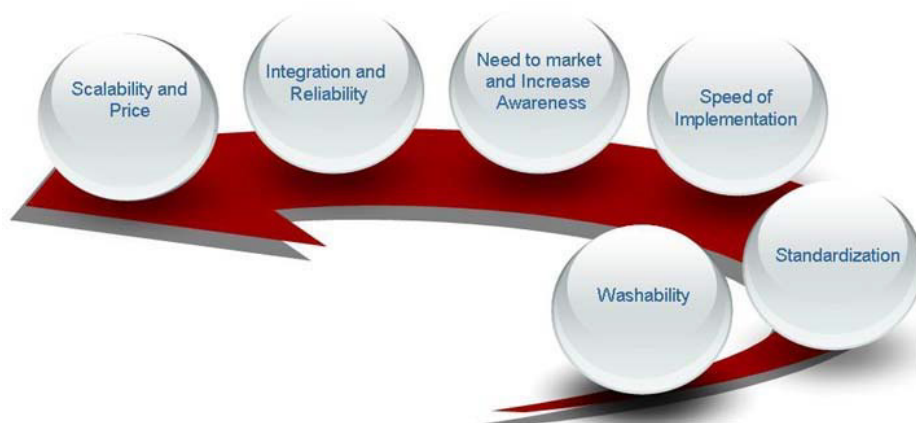 Scalability and
Price
Integration and
Reliability
Need to market
and Increase
Awareness
Speed of
Implementation
Standardization
Washability